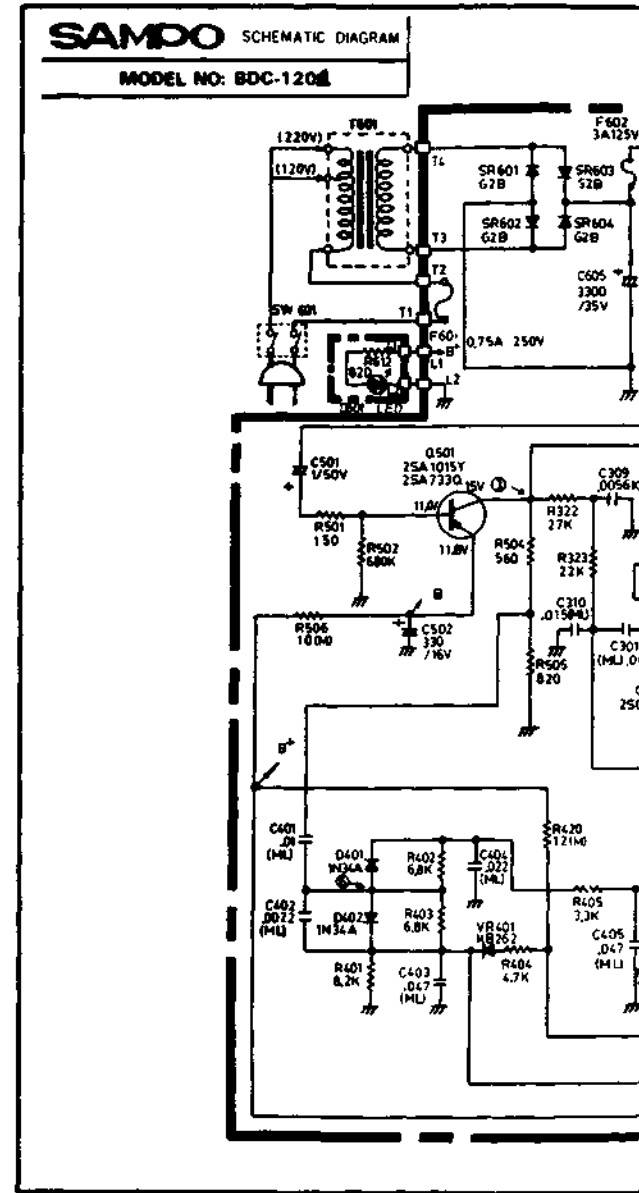 SAMPO SCHEMATIC DIAGRAM
MODEL NO: BDC-1201
T601
(220V)
(120V)
T4
T3
T2
T1
F602
3A125V
SR601
G2B
SR603
S2B
SR602
G2B
SR604
G2B
C605
3300
/35V
+
SW 601
F601
0.75A 250V
B+
L1
L2
R612
820
LED
C501
1/50V
+
Q501
2SA1015Y
2SA733Q
.15V
11.8V
R501
150
R502
680K
R504
560
R322
27K
C309
.0056K
R323
22K
C310
.015(ML)
C301
(ML).0
2SC
B
R506
100(M)
+
C502
330
/16V
R505
820
B+
C401
.01
(ML)
D401
1N34A
R402
6.8K
C404
.022
(ML)
R420
12(M)
C402
.0022
(ML)
D402
1N34A
R403
6.8K
VR401
MB262
R405
3.3K
C405
.047
(ML)
R401
8.2K
C403
.047
(ML)
R404
4.7K